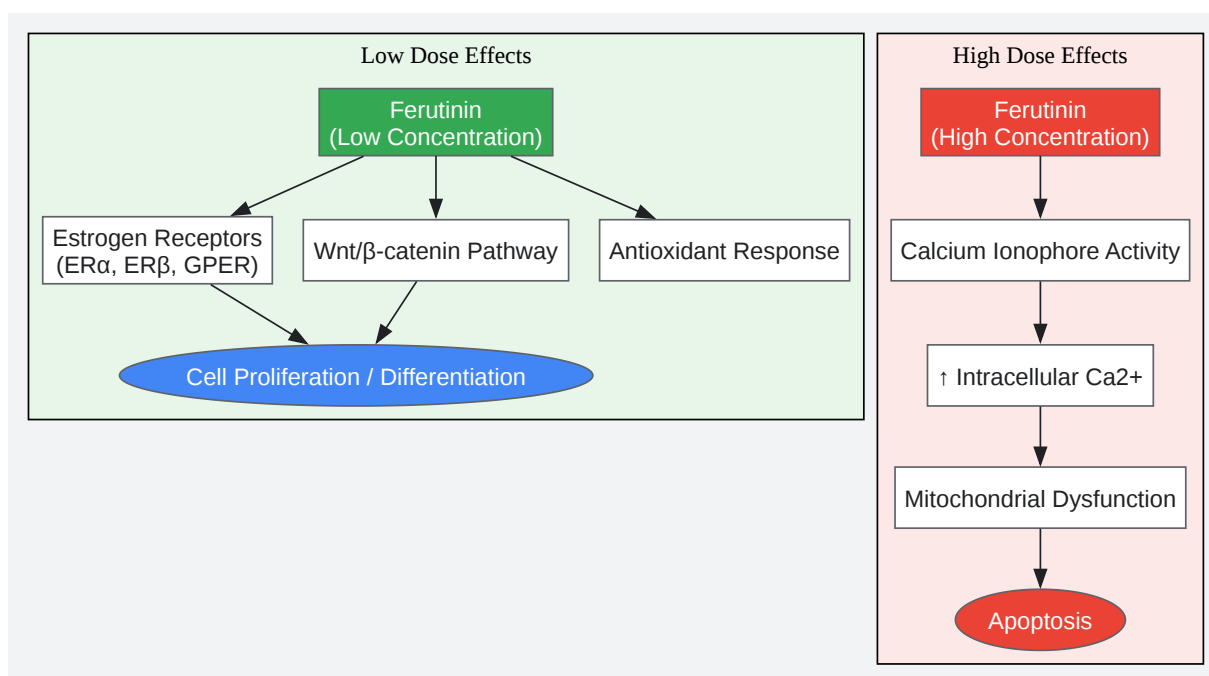 Low Dose Effects
Ferutinin
(Low Concentration)
Estrogen Receptors
(ERα, ERβ, GPER)
Wnt/β-catenin Pathway
Antioxidant Response
Cell Proliferation / Differentiation
High Dose Effects
Ferutinin
(High Concentration)
Calcium Ionophore Activity
↑ Intracellular Ca2+
Mitochondrial Dysfunction
Apoptosis